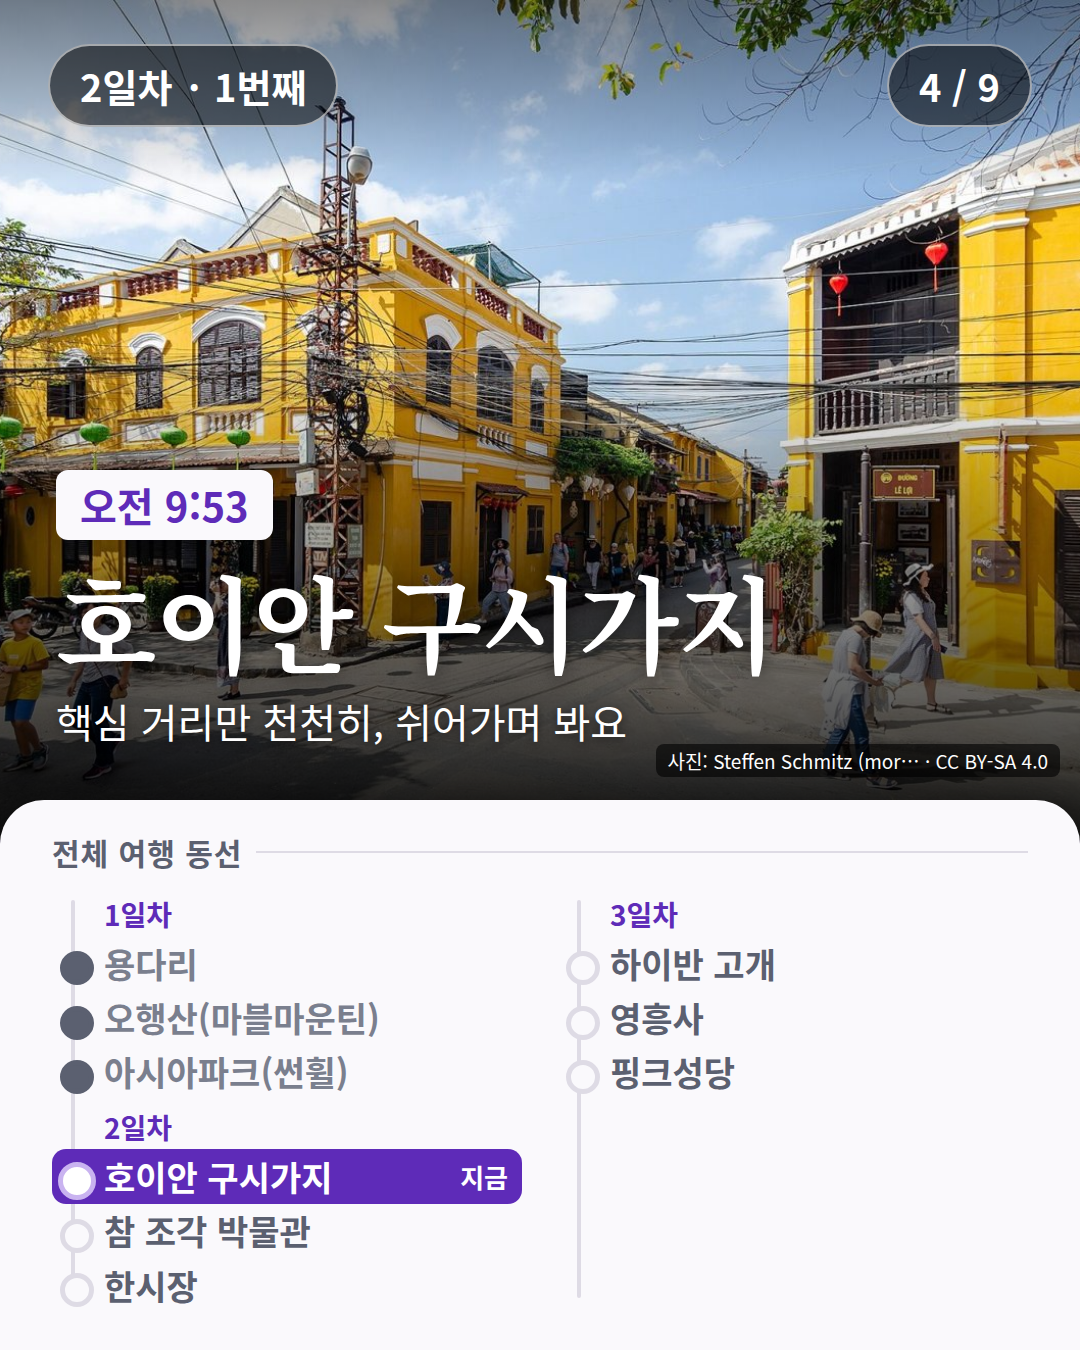 2일차 · 1번째
4 / 9
ĐƯỜNG
LÊ LỢI
오전 9:53
호이안 구시가지
핵심 거리만 천천히, 쉬어가며 봐요
사진: Steffen Schmitz (mor… · CC BY-SA 4.0
전체 여행 동선
1일차
용다리
오행산(마블마운틴)
아시아파크(썬휠)
2일차
호이안 구시가지 지금
참 조각 박물관
한시장
3일차
하이반 고개
영흥사
핑크성당